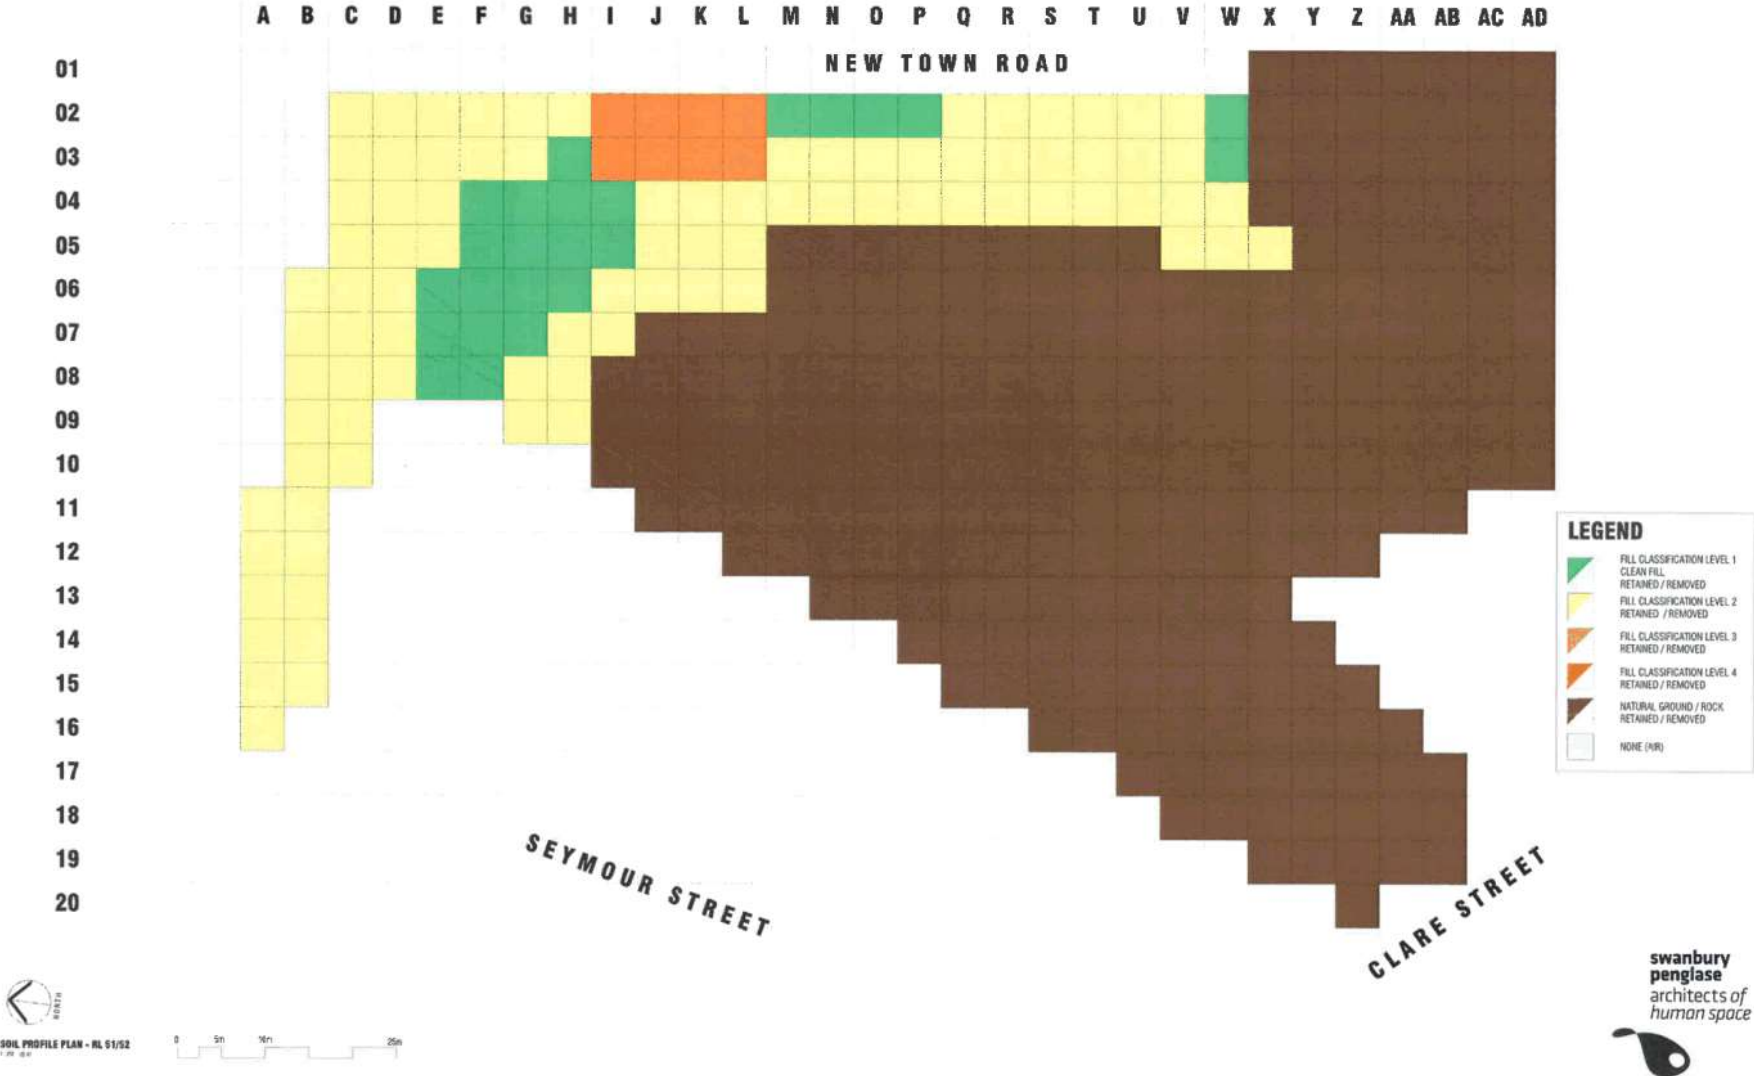 A B C D E F G H I J K L M N O P Q R S T U V W X Y Z AA AB AC AD
NEW TOWN ROAD
01
02
03
04
05
06
07
08
09
10
11
12
13
14
15
16
17
18
19
20
LEGEND
FILL CLASSIFICATION LEVEL 1
CLEAN FILL
RETAINED / REMOVED
FILL CLASSIFICATION LEVEL 2
RETAINED / REMOVED
FILL CLASSIFICATION LEVEL 3
RETAINED / REMOVED
FILL CLASSIFICATION LEVEL 4
RETAINED / REMOVED
NATURAL GROUND / ROCK
RETAINED / REMOVED
NONE (AIR)
SEYMOUR STREET
CLARE STREET
NORTH
SOIL PROFILE PLAN - RL 51/52
0 5m 10m 25m
swanbury
penglase
architects of
human space